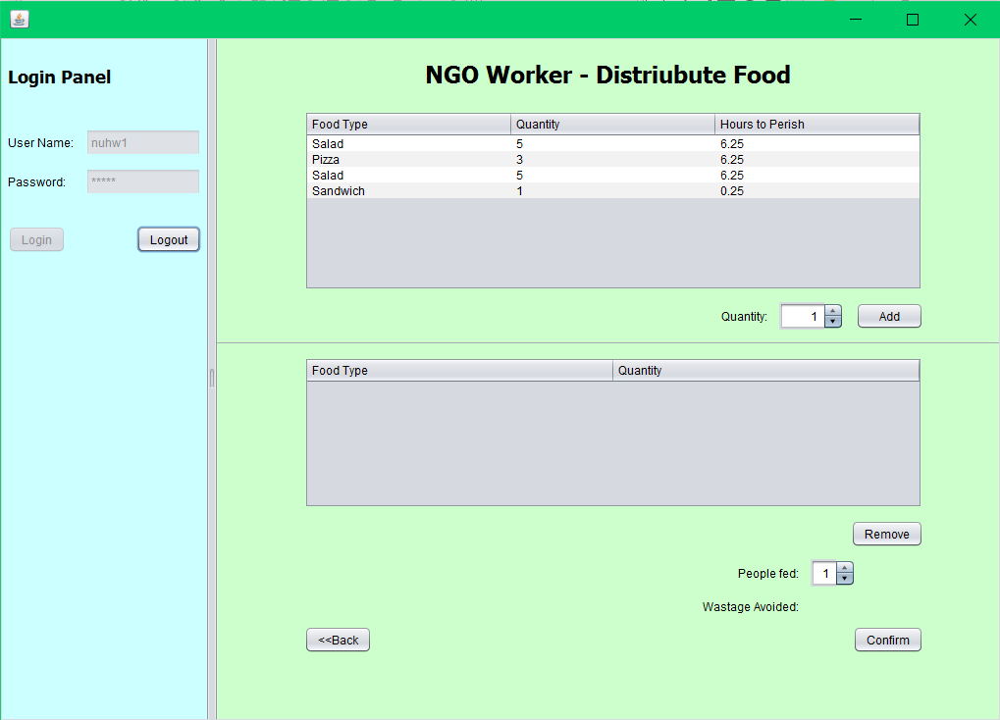 Login Panel
User Name: nuhw1
Password: *****
Login Logout
NGO Worker - Distriubute Food
Food Type Quantity Hours to Perish
Salad 5 6.25
Pizza 3 6.25
Salad 5 6.25
Sandwich 1 0.25
Quantity: 1 Add
Food Type Quantity
Remove
People fed: 1
Wastage Avoided:
<<Back Confirm